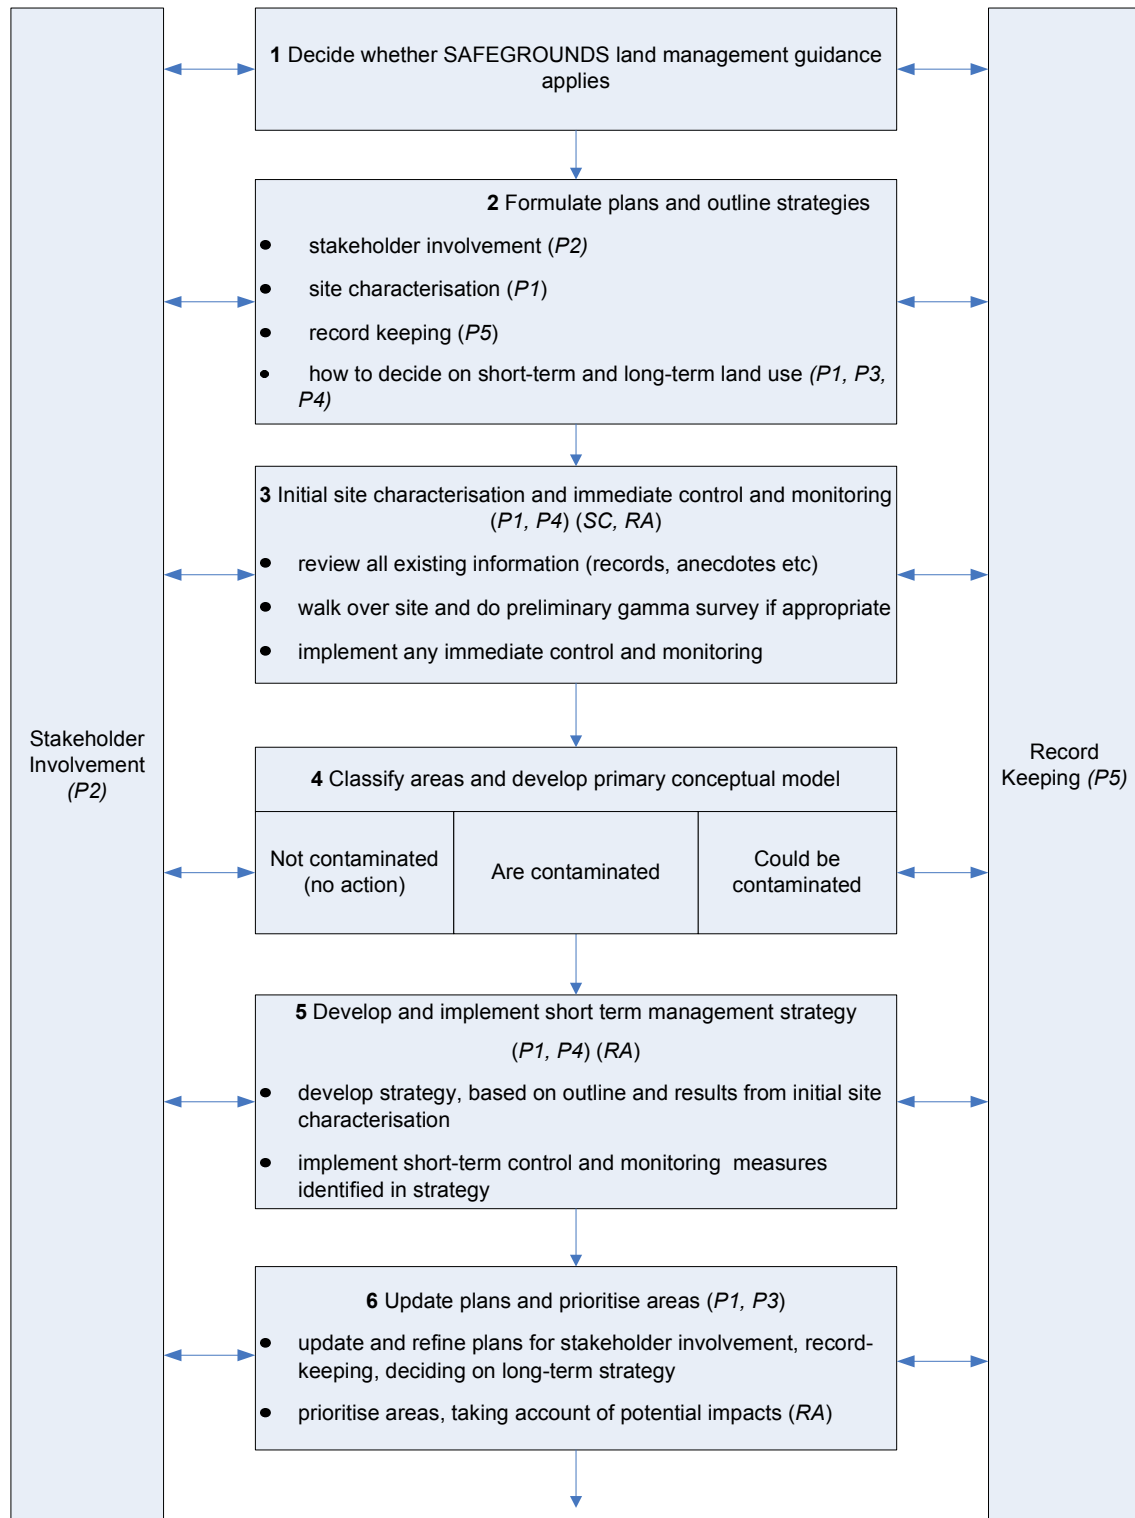 1 Decide whether SAFEGROUNDS land management guidance
applies
2 Formulate plans and outline strategies
• stakeholder involvement (P2)
• site characterisation (P1)
• record keeping (P5)
• how to decide on short-term and long-term land use (P1, P3,
P4)
3 Initial site characterisation and immediate control and monitoring
(P1, P4) (SC, RA)
• review all existing information (records, anecdotes etc)
• walk over site and do preliminary gamma survey if appropriate
• implement any immediate control and monitoring
Stakeholder
Involvement
(P2)
4 Classify areas and develop primary conceptual model
Not contaminated
(no action)
Are contaminated
Could be
contaminated
Record
Keeping (P5)
5 Develop and implement short term management strategy
(P1, P4) (RA)
• develop strategy, based on outline and results from initial site
characterisation
• implement short-term control and monitoring measures
identified in strategy
6 Update plans and prioritise areas (P1, P3)
• update and refine plans for stakeholder involvement, record-
keeping, deciding on long-term strategy
• prioritise areas, taking account of potential impacts (RA)